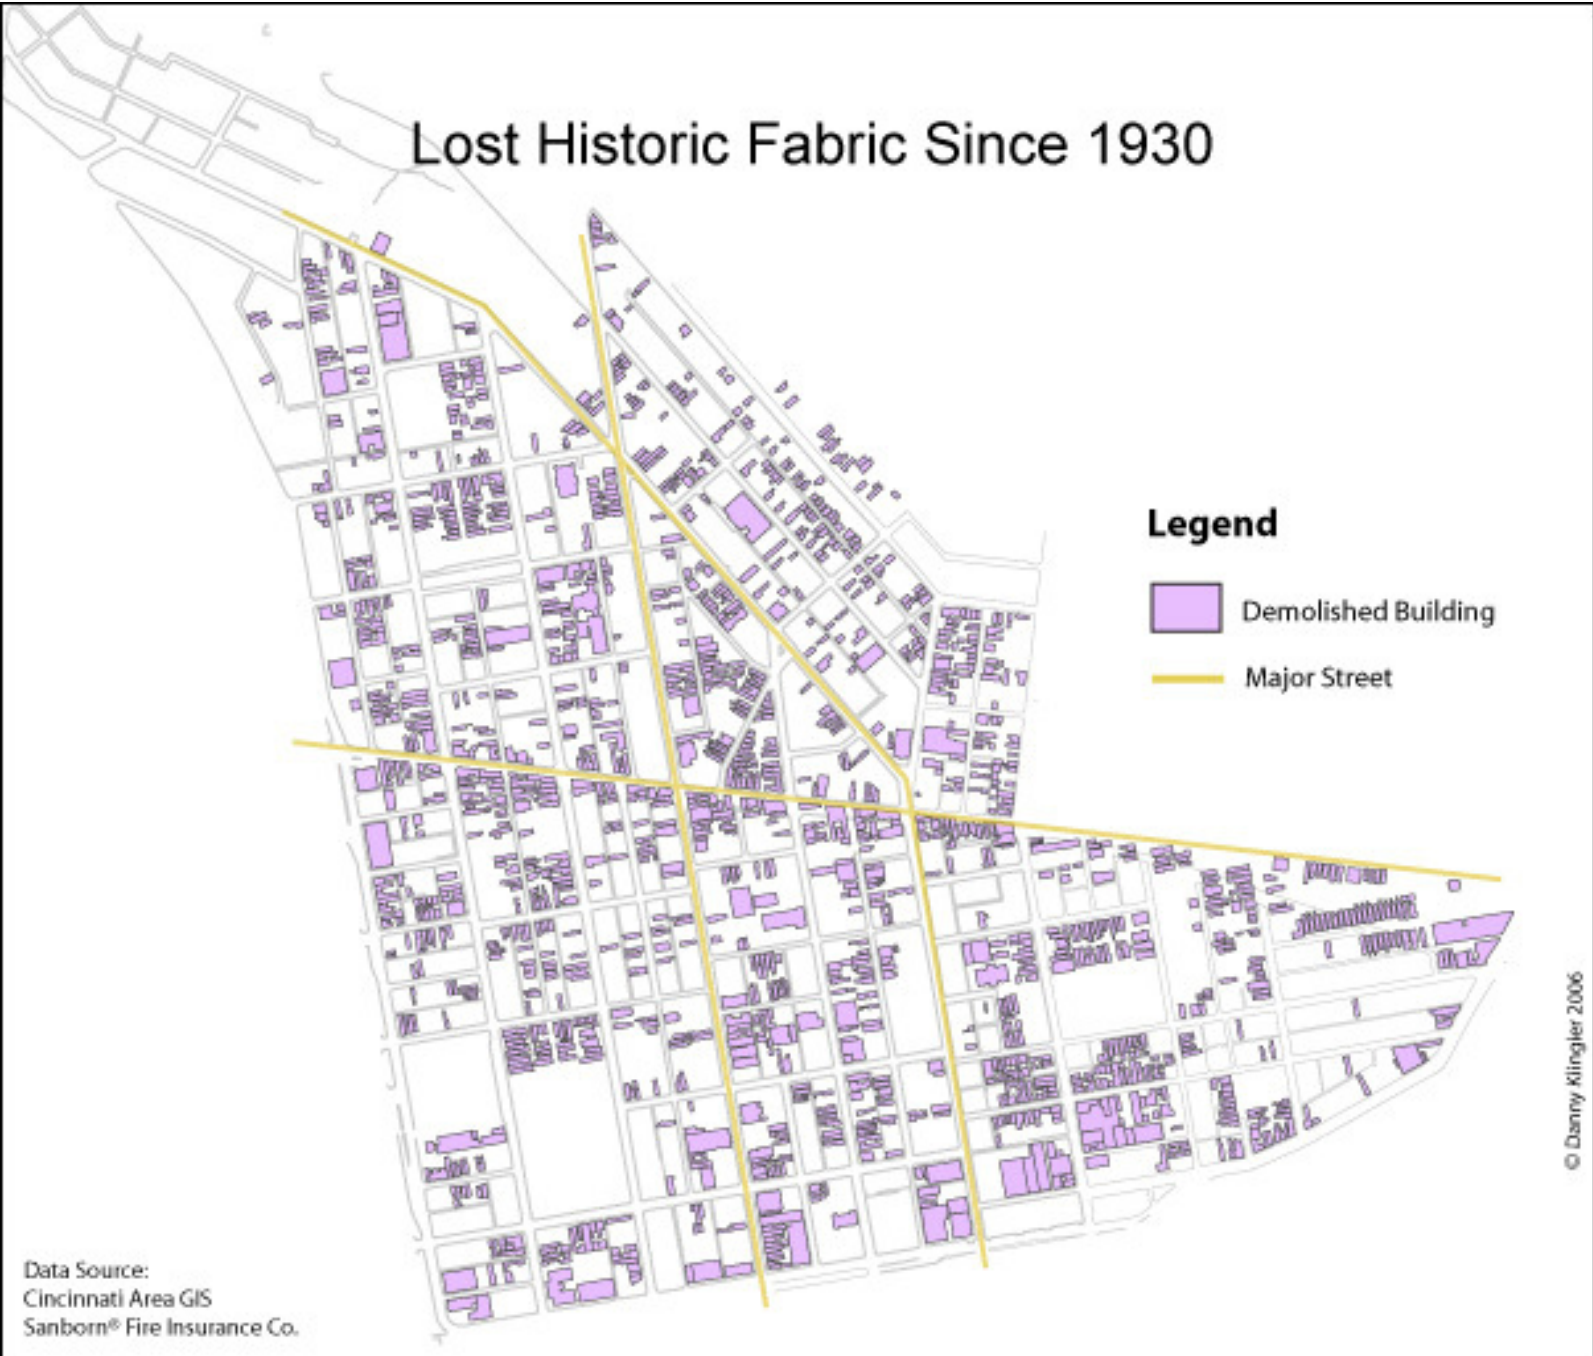 Lost Historic Fabric Since 1930
Legend
Demolished Building
Major Street
© Danny Klingler 2006
Data Source:
Cincinnati Area GIS
Sanborn® Fire Insurance Co.